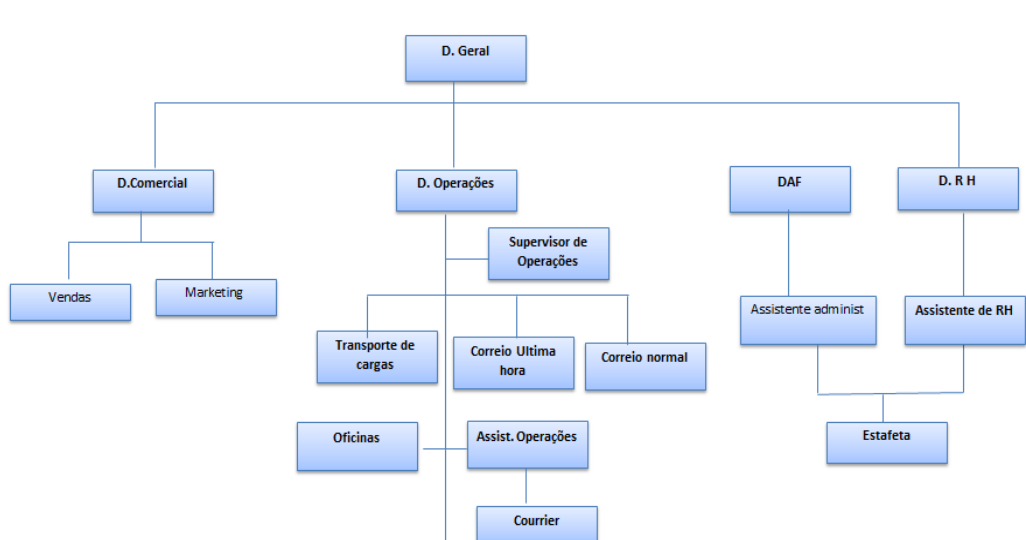 D. Geral
D.Comercial
D. Operações
DAF
D. R H
Supervisor de
Operações
Vendas
Marketing
Assistente administ
Assistente de RH
Transporte de
cargas
Correio Ultima
hora
Correio normal
Oficinas
Assist. Operações
Estafeta
Courrier